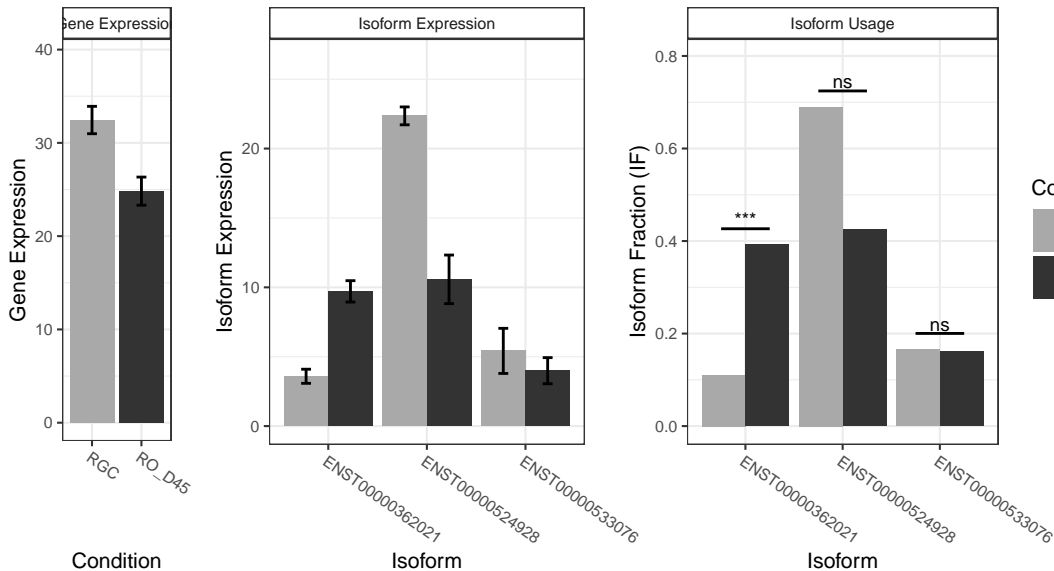 Gene Expression
40
30
20
10
0
Gene Expression
RGC
RO_D45
Condition
Isoform Expression
20
10
0
Isoform Expression
ENST00000362021
ENST00000524928
ENST00000533076
Isoform
Isoform Usage
0.8
0.6
0.4
0.2
0.0
Isoform Fraction (IF)
***
ns
ns
ENST00000362021
ENST00000524928
ENST00000533076
Isoform
Co